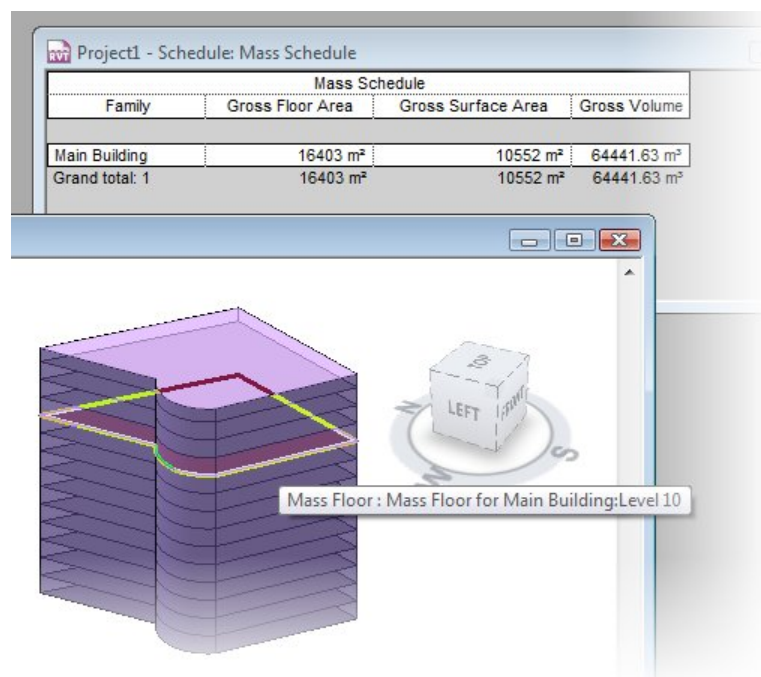 RVT Project1 - Schedule: Mass Schedule
Mass Schedule
Family Gross Floor Area Gross Surface Area Gross Volume
Main Building 16403 m² 10552 m² 64441.63 m³
Grand total: 1 16403 m² 10552 m² 64441.63 m³
TOP
LEFT FRONT
N
S
W
Mass Floor : Mass Floor for Main Building:Level 10